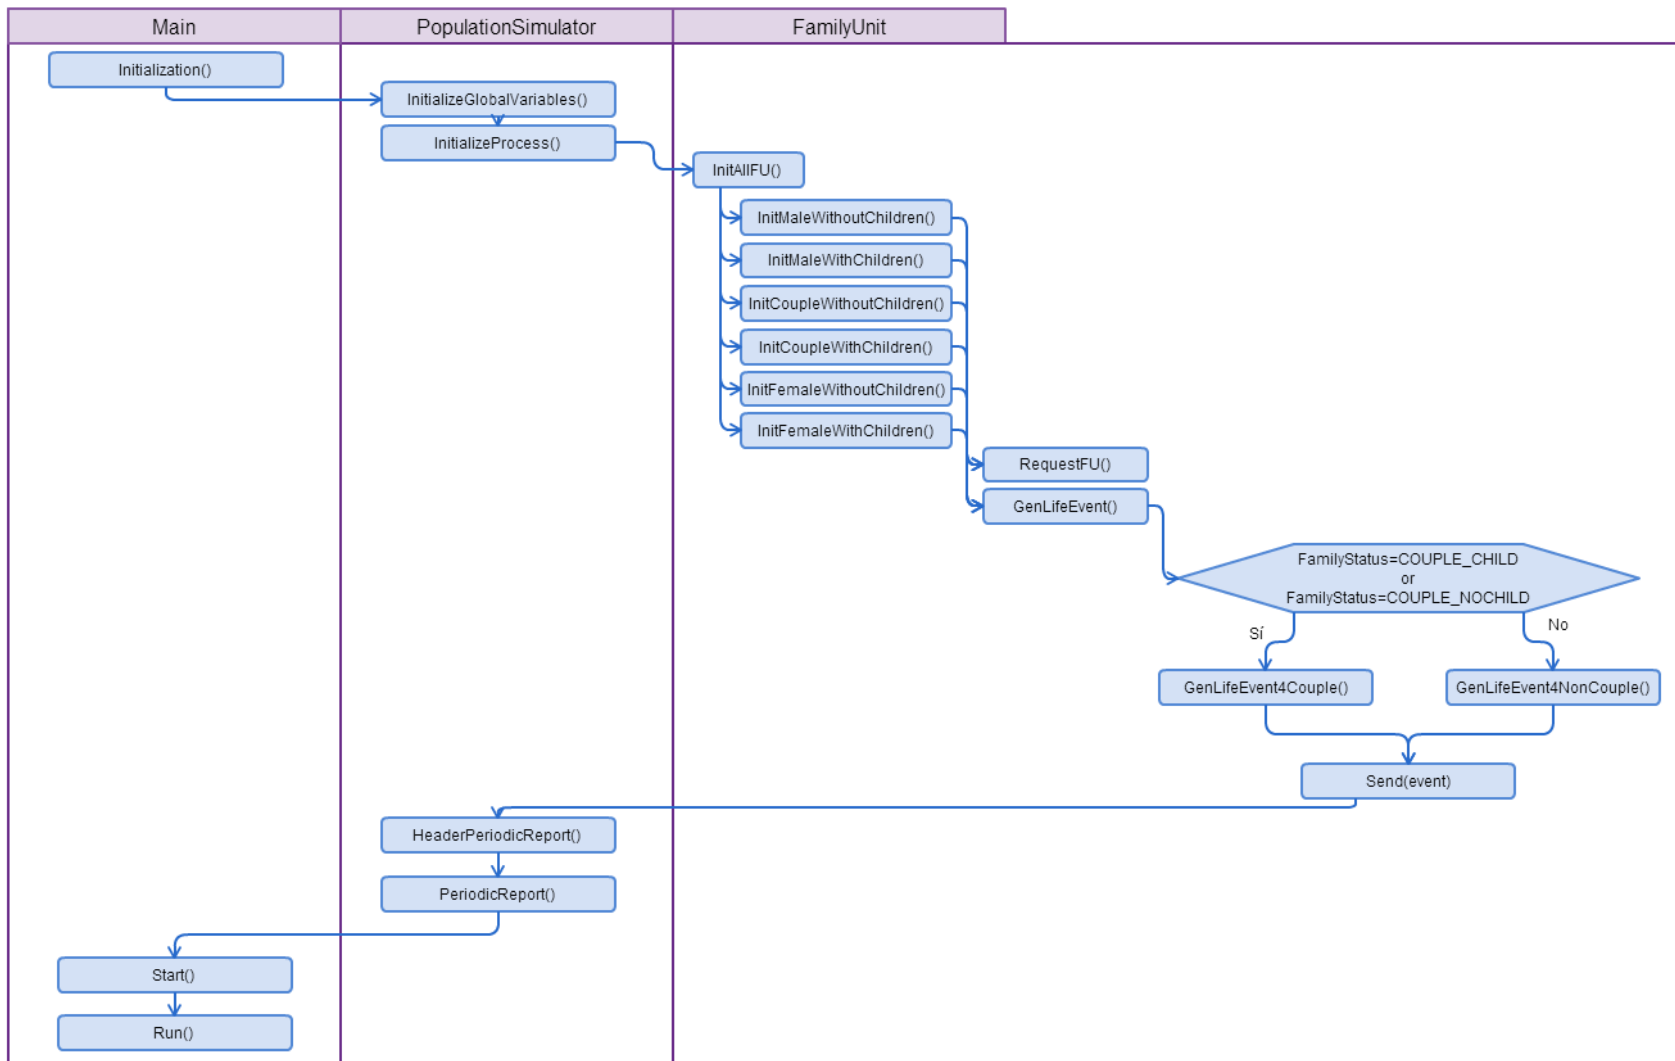 Main
PopulationSimulator
FamilyUnit
Initialization()
InitializeGlobalVariables()
InitializeProcess()
InitAllFU()
InitMaleWithoutChildren()
InitMaleWithChildren()
InitCoupleWithoutChildren()
InitCoupleWithChildren()
InitFemaleWithoutChildren()
InitFemaleWithChildren()
RequestFU()
GenLifeEvent()
FamilyStatus=COUPLE_CHILD
or
FamilyStatus=COUPLE_NOCHILD
Sí
No
GenLifeEvent4Couple()
GenLifeEvent4NonCouple()
Send(event)
HeaderPeriodicReport()
PeriodicReport()
Start()
Run()